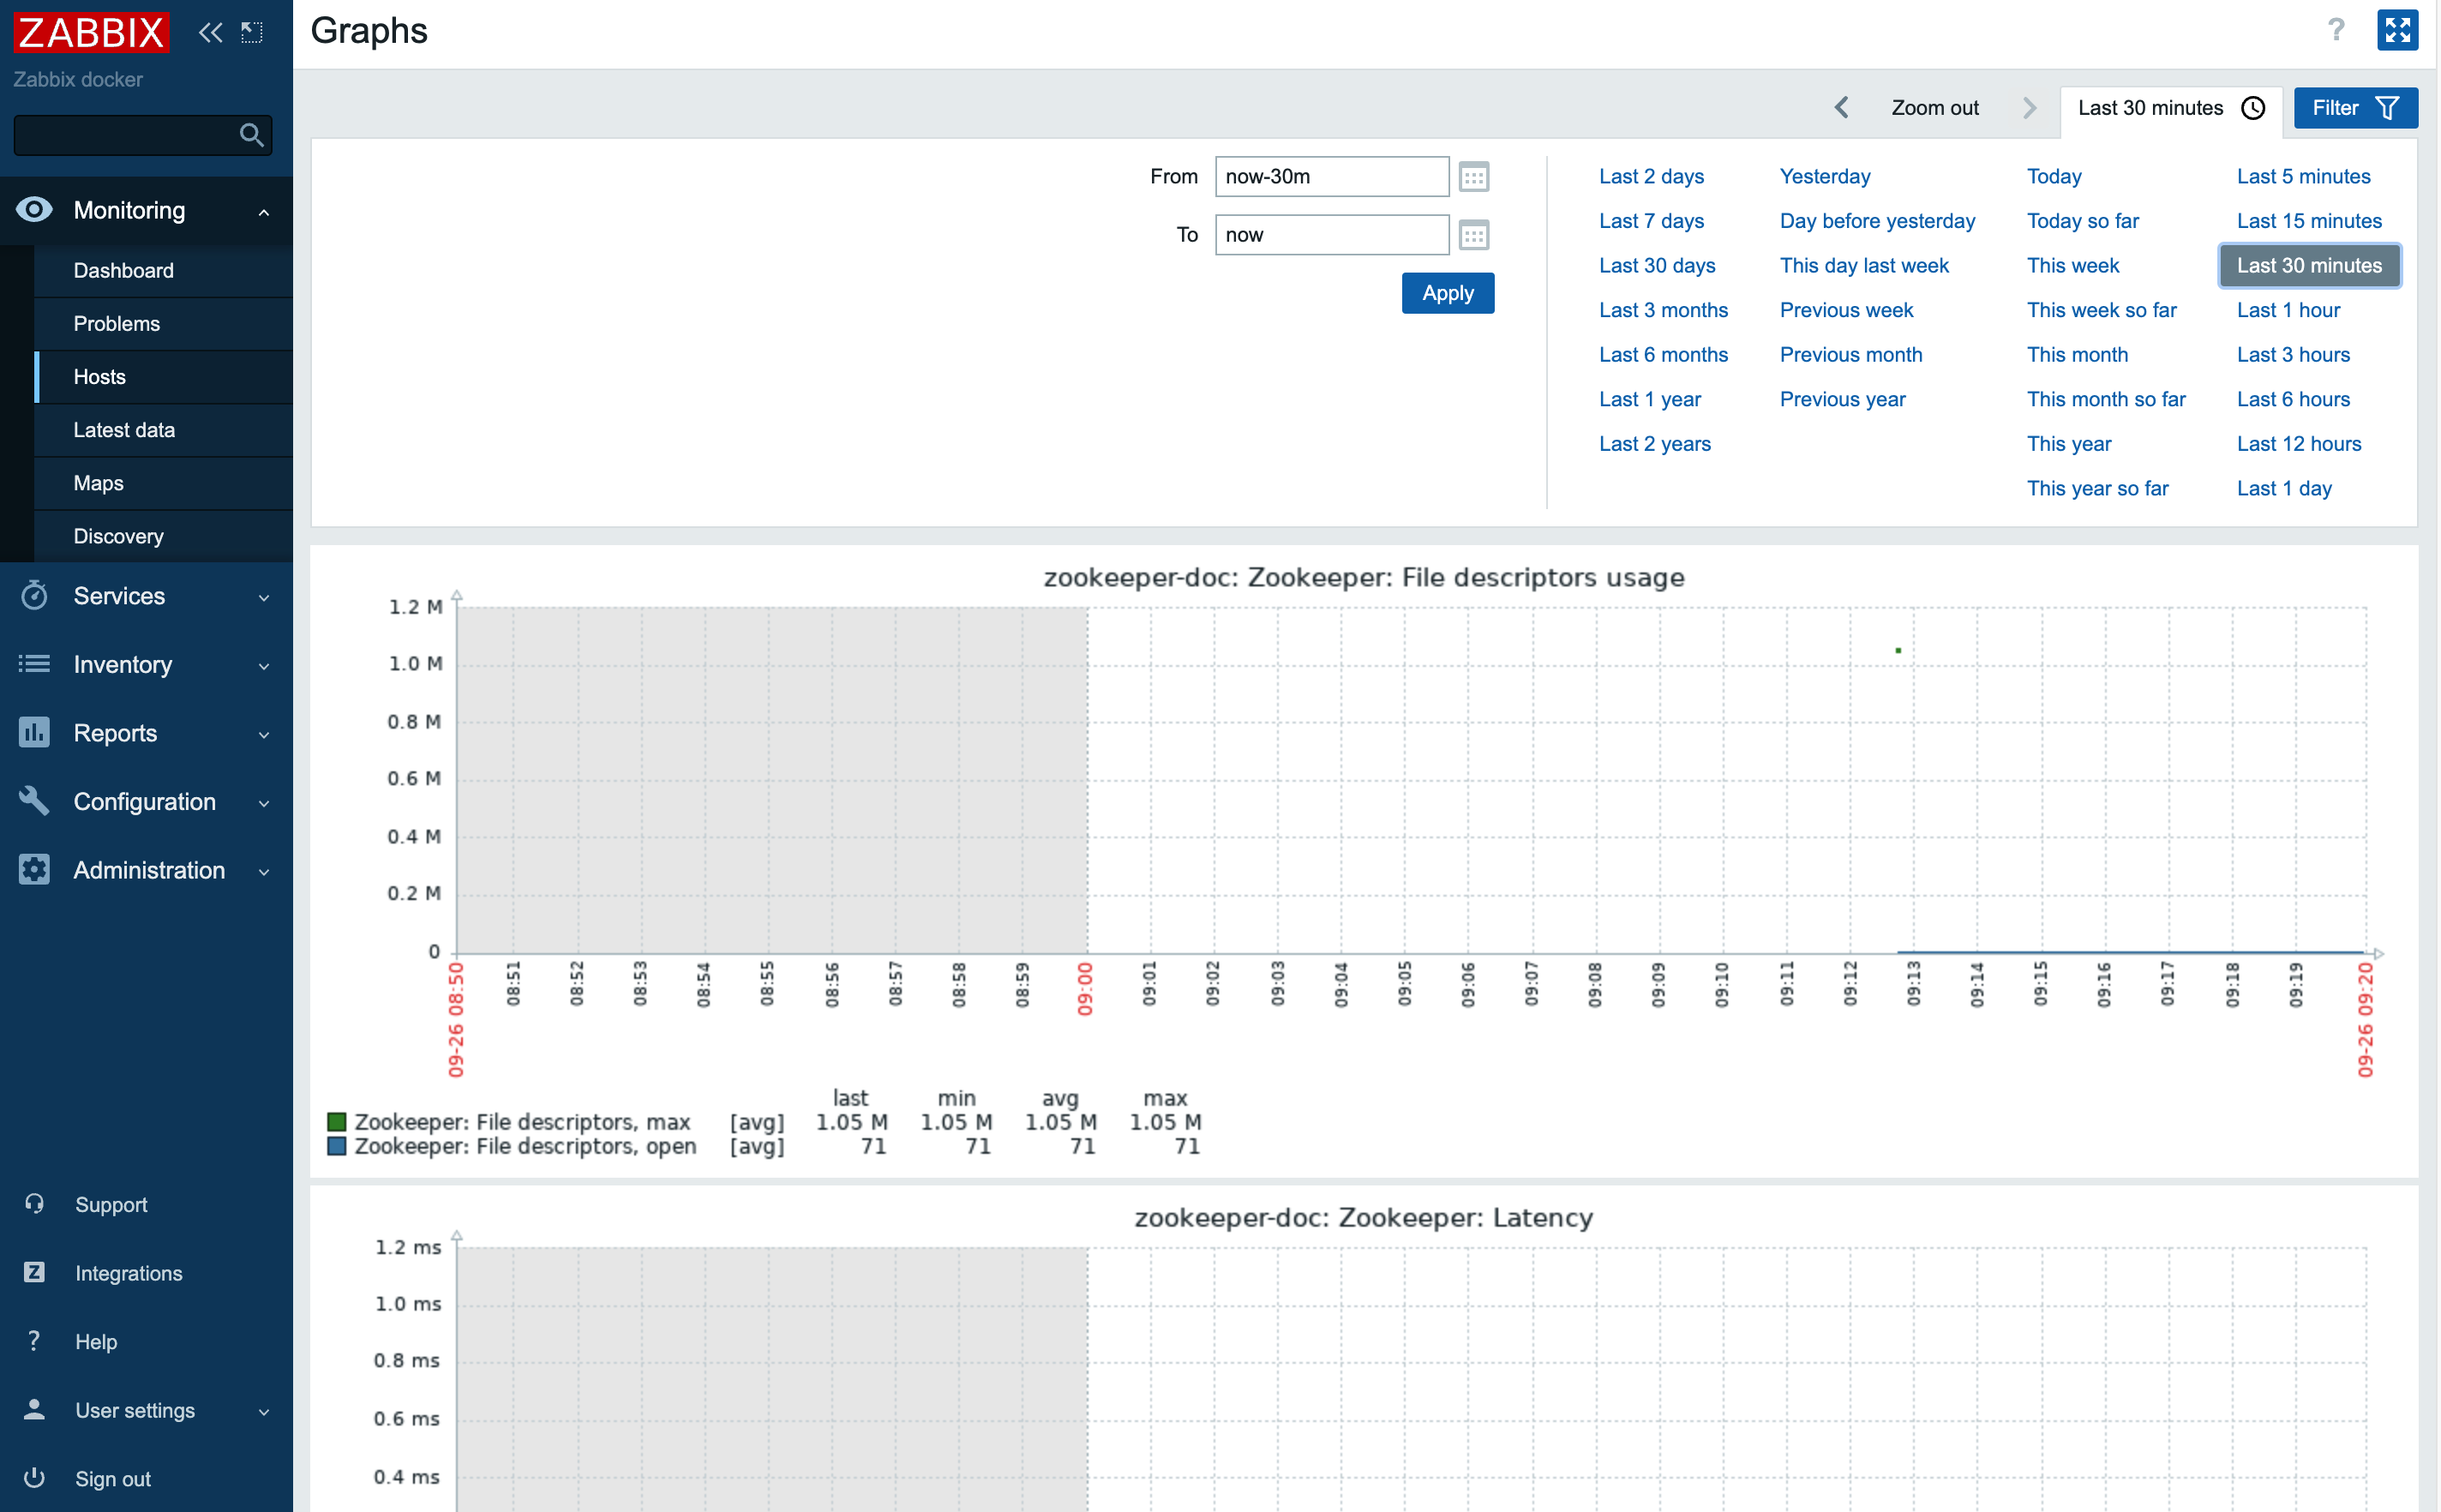 ZABBIX
Zabbix docker
Monitoring
Dashboard
Problems
Hosts
Latest data
Maps
Discovery
Services
Inventory
Reports
Configuration
Administration
Support
Z Integrations
? Help
User settings
Sign out
Graphs
?
Zoom out
Last 30 minutes
Filter
From now-30m
To now
Apply
Last 2 days Yesterday Today Last 5 minutes
Last 7 days Day before yesterday Today so far Last 15 minutes
Last 30 days This day last week This week Last 30 minutes
Last 3 months Previous week This week so far Last 1 hour
Last 6 months Previous month This month Last 3 hours
Last 1 year Previous year This month so far Last 6 hours
Last 2 years This year Last 12 hours
This year so far Last 1 day
zookeeper-doc: Zookeeper: File descriptors usage
1.2 M
1.0 M
0.8 M
0.6 M
0.4 M
0.2 M
0
09-26 08:50 08:51 08:52 08:53 08:54 08:55 08:56 08:57 08:58 08:59 09:00 09:01 09:02 09:03 09:04 09:05 09:06 09:07 09:08 09:09 09:10 09:11 09:12 09:13 09:14 09:15 09:16 09:17 09:18 09:19 09-26 09:20
last min avg max
Zookeeper: File descriptors, max [avg] 1.05 M 1.05 M 1.05 M 1.05 M
Zookeeper: File descriptors, open [avg] 71 71 71 71
zookeeper-doc: Zookeeper: Latency
1.2 ms
1.0 ms
0.8 ms
0.6 ms
0.4 ms